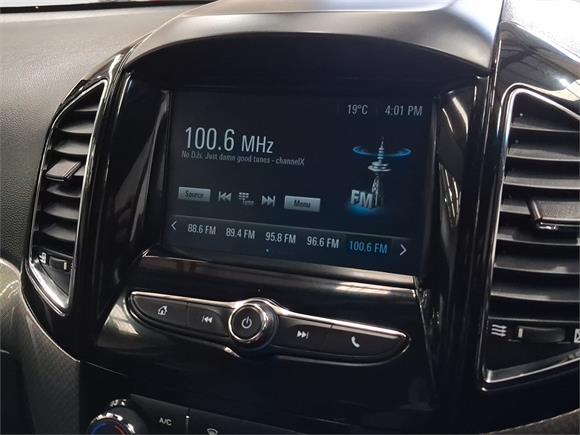 19°C 4:01 PM
100.6 MHz
No DJs. Just damn good tunes - channelX
FM
Source Tune Menu
88.6 FM 89.4 FM 95.8 FM 96.6 FM 100.6 FM
A/C